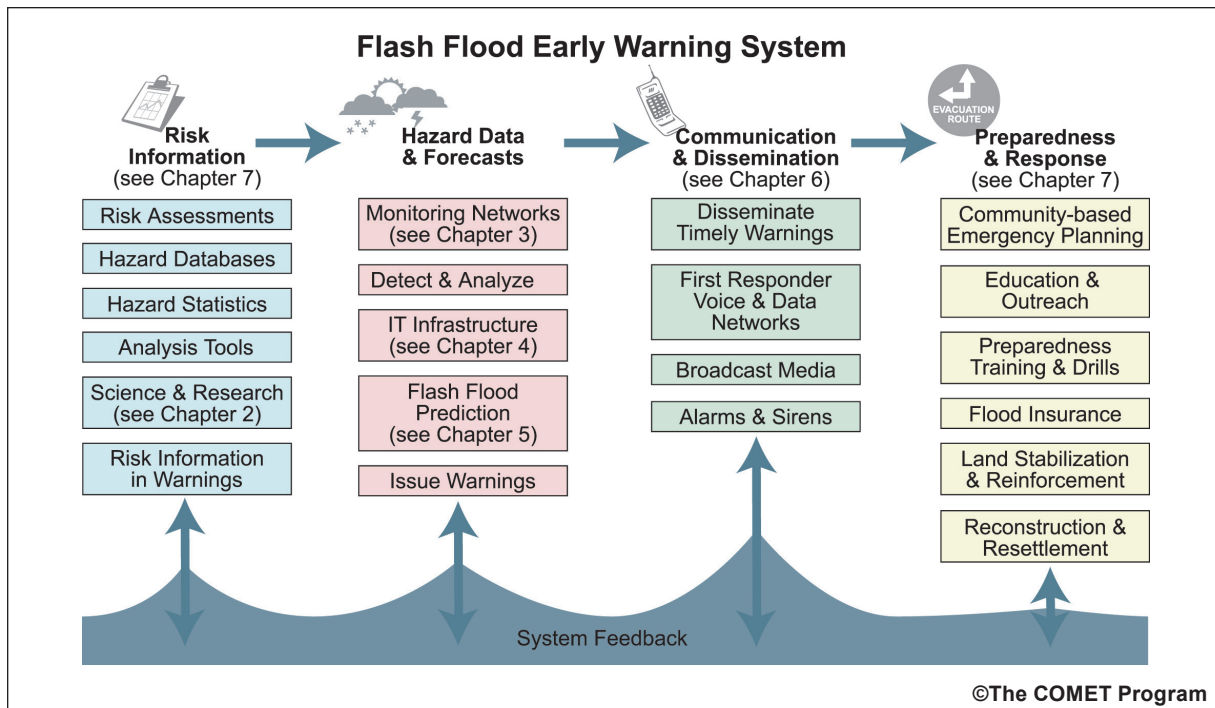 Flash Flood Early Warning System
Risk
Information
(see Chapter 7)
Risk Assessments
Hazard Databases
Hazard Statistics
Analysis Tools
Science & Research
(see Chapter 2)
Risk Information
in Warnings
Hazard Data
& Forecasts
Monitoring Networks
(see Chapter 3)
Detect & Analyze
IT Infrastructure
(see Chapter 4)
Flash Flood
Prediction
(see Chapter 5)
Issue Warnings
Communication
& Dissemination
(see Chapter 6)
Disseminate
Timely Warnings
First Responder
Voice & Data
Networks
Broadcast Media
Alarms & Sirens
EVACUATION
ROUTE
Preparedness
& Response
(see Chapter 7)
Community-based
Emergency Planning
Education &
Outreach
Preparedness
Training & Drills
Flood Insurance
Land Stabilization
& Reinforcement
Reconstruction &
Resettlement
System Feedback
©The COMET Program